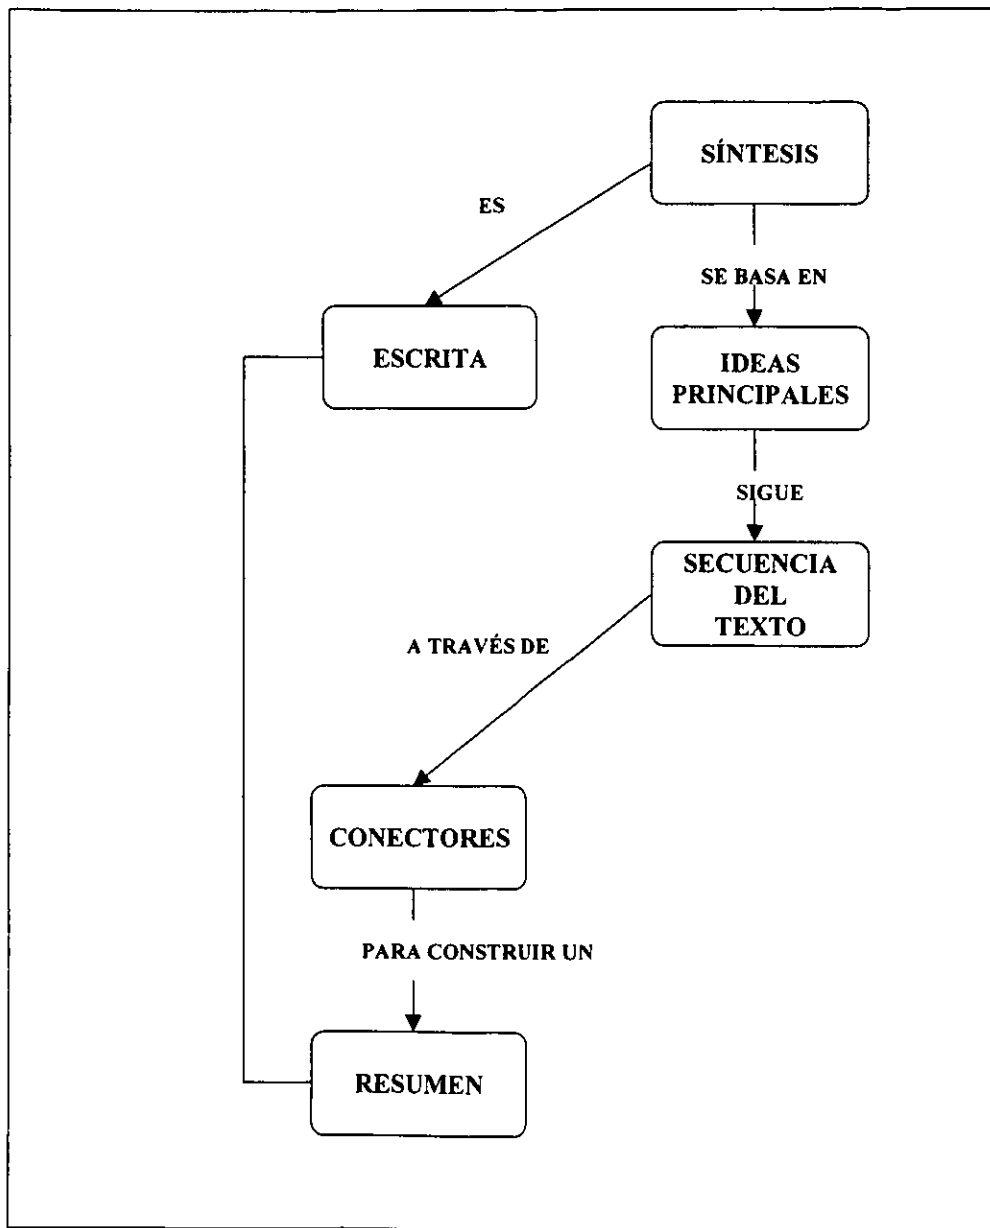 SÍNTESIS
ES
SE BASA EN
ESCRITA
IDEAS
PRINCIPALES
SIGUE
SECUENCIA
DEL
TEXTO
A TRAVÉS DE
CONECTORES
PARA CONSTRUIR UN
RESUMEN